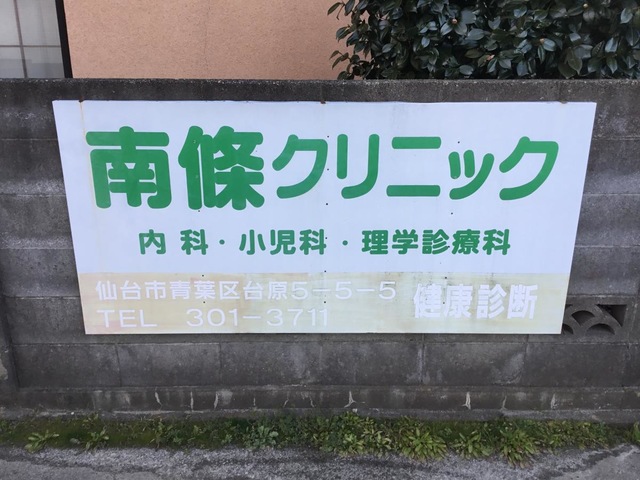 南條クリニック
内科・小児科・理学診療科
仙台市青葉区台原5-5-5
TEL 301-3711
健康診断